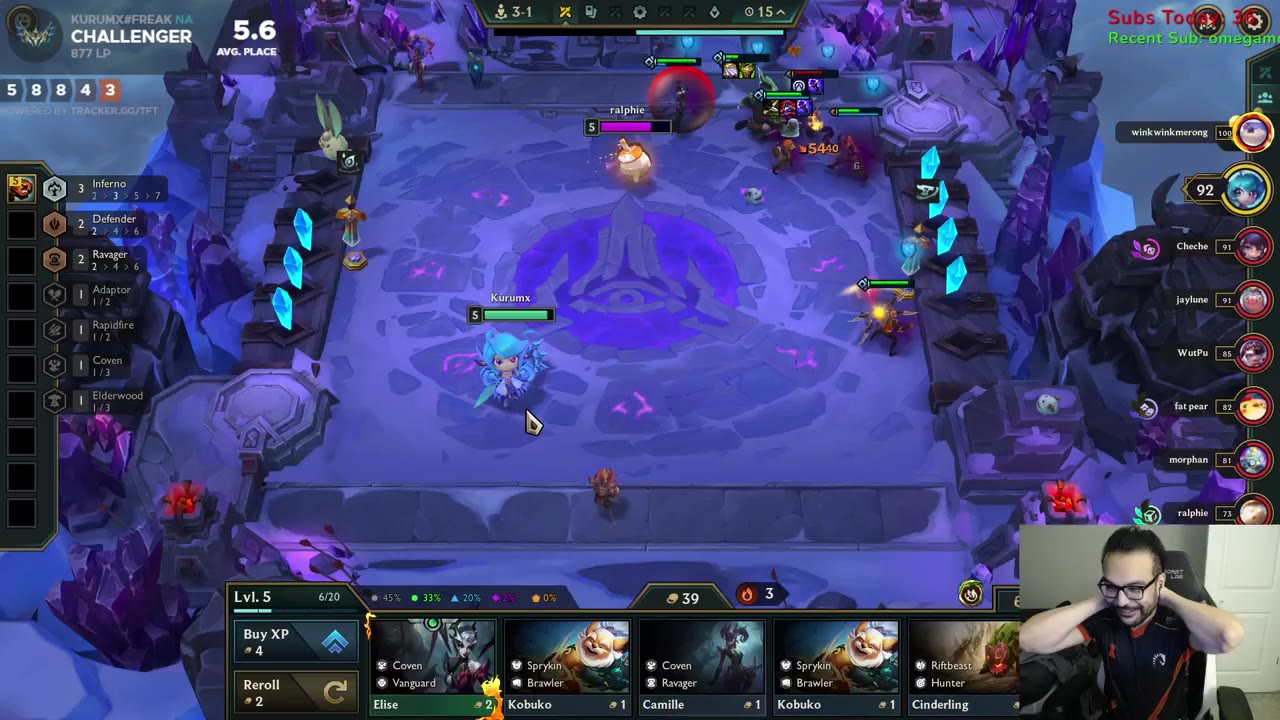 KURUMX#FREAK NA
CHALLENGER
877 LP
5.6
AVG. PLACE
5 8 8 4 3
POWERED BY TRACKER.GG/TFT
3-1
15
Subs Today: 3
Recent Sub: omegam
ralphie
5
5440
winkwinkmerong 100
92
Cheche 91
jaylune 91
WutPu 85
fat pear 82
morphan 81
ralphie 73
5
3 Inferno
2 > 3 > 5 > 7
2 Defender
2 > 4 > 6
2 Ravager
2 > 4 > 6
1 Adaptor
1 / 2
1 Rapidfire
1 / 2
1 Coven
1 / 3
1 Elderwood
1 / 3
Kurumx
5
Lvl. 5 6/20
45% 33% 20% 2% 0%
39
3
Buy XP
4
Reroll
2
Coven
Vanguard
Elise 2
Sprykin
Brawler
Kobuko 1
Coven
Ravager
Camille 1
Sprykin
Brawler
Kobuko 1
Riftbeast
Hunter
Cinderling